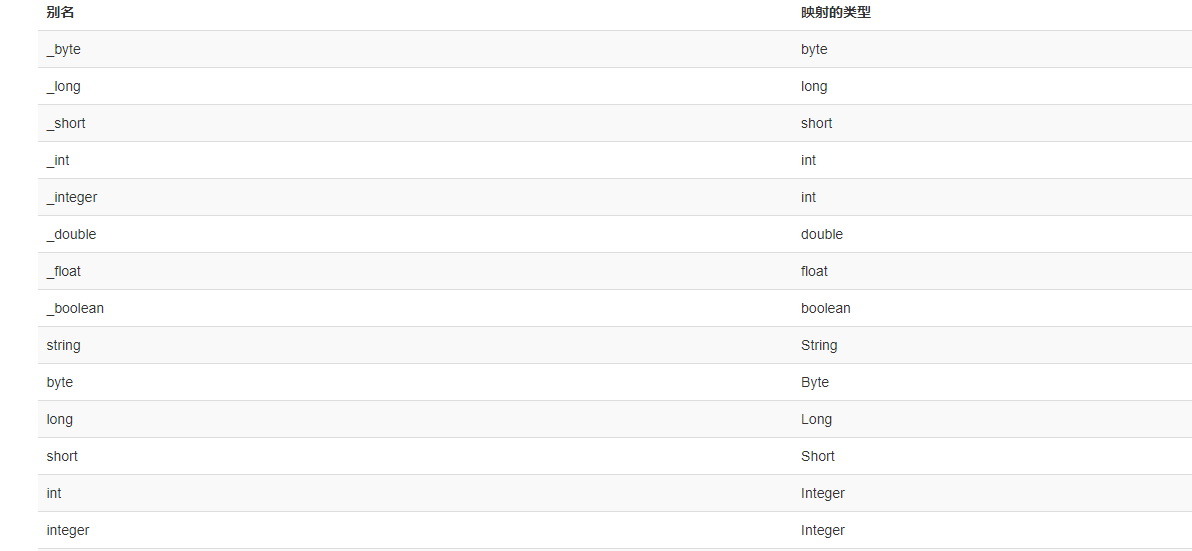 别名 映射的类型
_byte byte
_long long
_short short
_int int
_integer int
_double double
_float float
_boolean boolean
string String
byte Byte
long Long
short Short
int Integer
integer Integer